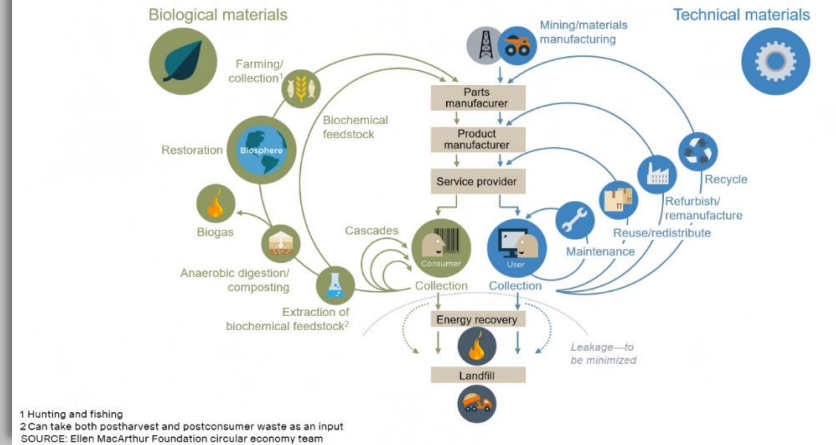 Biological materials
Technical materials
Mining/materials
manufacturing
Farming/
collection¹
Parts
manufacurer
Biochemical
feedstock
Product
manufacturer
Restoration
Biosphere
Service provider
Recycle
Refurbish/
remanufacture
Biogas
Cascades
Reuse/redistribute
Consumer
User
Maintenance
Anaerobic digestion/
composting
Collection
Collection
Extraction of
biochemical feedstock²
Energy recovery
Leakage—to
be minimized
Landfill
1 Hunting and fishing
2 Can take both postharvest and postconsumer waste as an input
SOURCE: Ellen MacArthur Foundation circular economy team